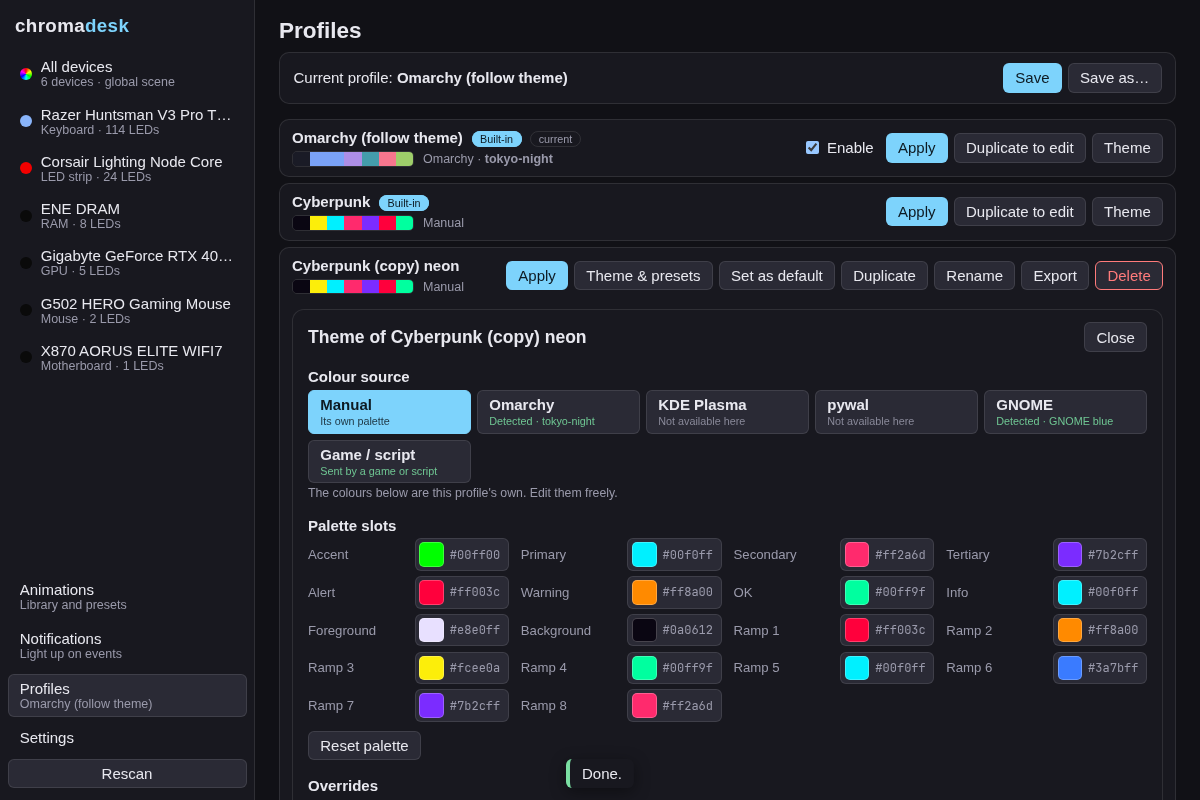 chromadesk
All devices
6 devices · global scene
Razer Huntsman V3 Pro T…
Keyboard · 114 LEDs
Corsair Lighting Node Core
LED strip · 24 LEDs
ENE DRAM
RAM · 8 LEDs
Gigabyte GeForce RTX 40…
GPU · 5 LEDs
G502 HERO Gaming Mouse
Mouse · 2 LEDs
X870 AORUS ELITE WIFI7
Motherboard · 1 LEDs
Animations
Library and presets
Notifications
Light up on events
Profiles
Omarchy (follow theme)
Settings
Rescan
Profiles
Current profile: Omarchy (follow theme) Save Save as…
Omarchy (follow theme) Built-in current
Omarchy · tokyo-night
Enable Apply Duplicate to edit Theme
Cyberpunk Built-in
Manual
Apply Duplicate to edit Theme
Cyberpunk (copy) neon
Manual
Apply Theme & presets Set as default Duplicate Rename Export Delete
Theme of Cyberpunk (copy) neon Close
Colour source
Manual
Its own palette
Omarchy
Detected · tokyo-night
KDE Plasma
Not available here
pywal
Not available here
GNOME
Detected · GNOME blue
Game / script
Sent by a game or script
The colours below are this profile's own. Edit them freely.
Palette slots
Accent #00ff00 Primary #00f0ff Secondary #ff2a6d Tertiary #7b2cff
Alert #ff003c Warning #ff8a00 OK #00ff9f Info #00f0ff
Foreground #e8e0ff Background #0a0612 Ramp 1 #ff003c Ramp 2 #ff8a00
Ramp 3 #fcee0a Ramp 4 #00ff9f Ramp 5 #00f0ff Ramp 6 #3a7bff
Ramp 7 #7b2cff Ramp 8 #ff2a6d
Reset palette
Done.
Overrides